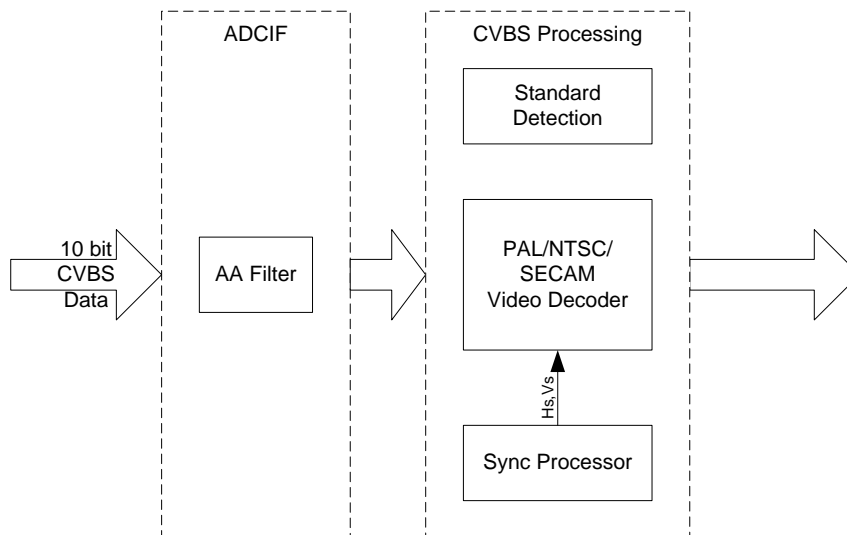 ADCIF
CVBS Processing
Standard
Detection
10 bit
CVBS
Data
AA Filter
PAL/NTSC/
SECAM
Video Decoder
Hs,Vs
Sync Processor